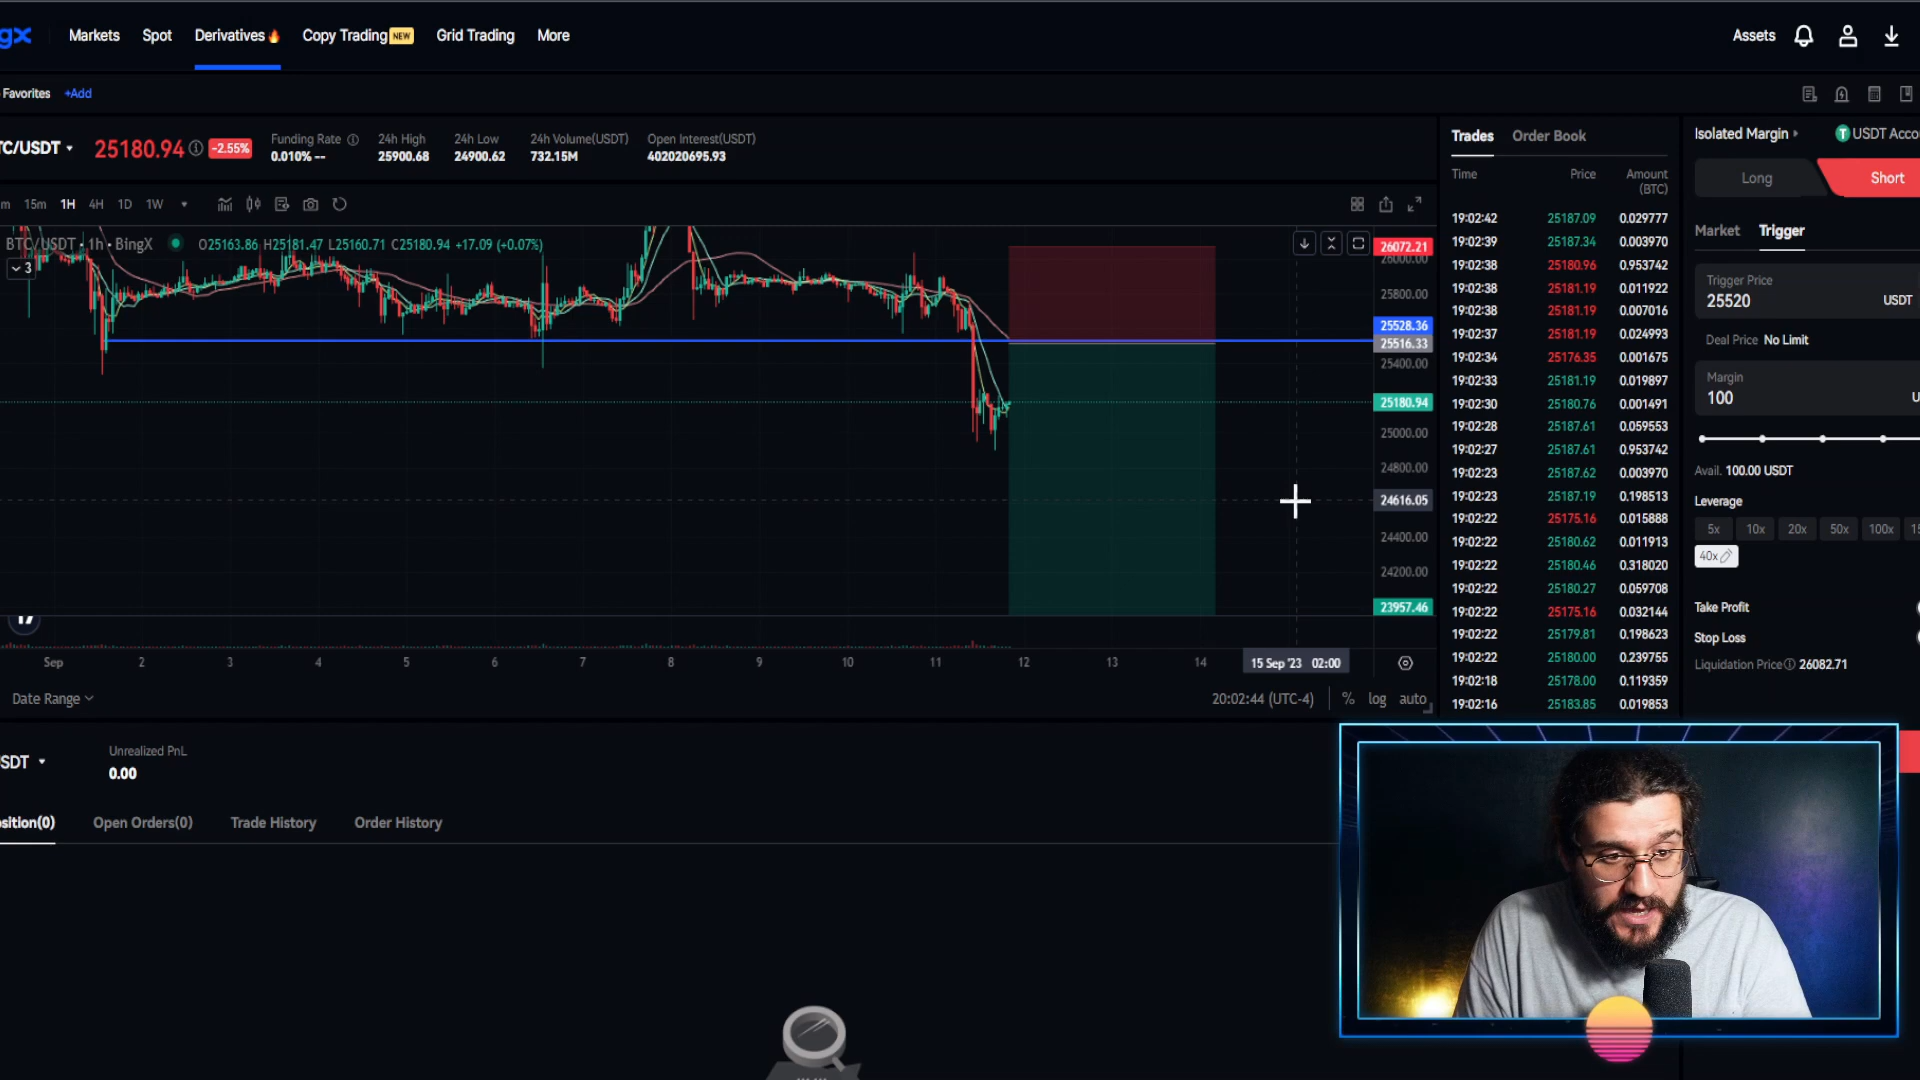 gX Markets Spot Derivatives Copy Trading NEW Grid Trading More Assets
Favorites +Add
TC/USDT 25180.94 -2.55%
Funding Rate 24h High 24h Low 24h Volume(USDT) Open Interest(USDT)
0.010% -- 25900.68 24900.62 732.15M 402020695.93
m 15m 1H 4H 1D 1W
BTC/USDT · 1h · BingX O25163.86 H25181.47 L25160.71 C25180.94 +17.09 (+0.07%)
3
26072.21
26000.00
25800.00
25528.36
25516.33
25400.00
25180.94
25000.00
24800.00
24616.05
24400.00
24200.00
23957.46
Sep 2 3 4 5 6 7 8 9 10 11 12 13 14 15 Sep '23 02:00
Date Range 20:02:44 (UTC-4) % log auto
Trades Order Book
Time Price Amount
(BTC)
19:02:42 25187.09 0.029777
19:02:39 25187.34 0.003970
19:02:38 25180.96 0.953742
19:02:38 25181.19 0.011922
19:02:38 25181.19 0.007016
19:02:37 25181.19 0.024993
19:02:34 25176.35 0.001675
19:02:33 25181.19 0.019897
19:02:30 25180.76 0.001491
19:02:28 25187.61 0.059553
19:02:27 25187.61 0.953742
19:02:23 25187.62 0.003970
19:02:23 25187.19 0.198513
19:02:22 25175.16 0.015888
19:02:22 25180.62 0.011913
19:02:22 25180.46 0.318020
19:02:22 25180.27 0.059708
19:02:22 25175.16 0.032144
19:02:22 25179.81 0.198623
19:02:22 25180.00 0.239755
19:02:18 25178.00 0.119359
19:02:16 25183.85 0.019853
Isolated Margin USDT Acco
Long Short
Market Trigger
Trigger Price
25520 USDT
Deal Price No Limit
Margin
100 U
Avail. 100.00 USDT
Leverage
5x 10x 20x 50x 100x 15
40x
Take Profit
Stop Loss
Liquidation Price 26082.71
SDT Unrealized PnL
0.00
osition(0) Open Orders(0) Trade History Order History